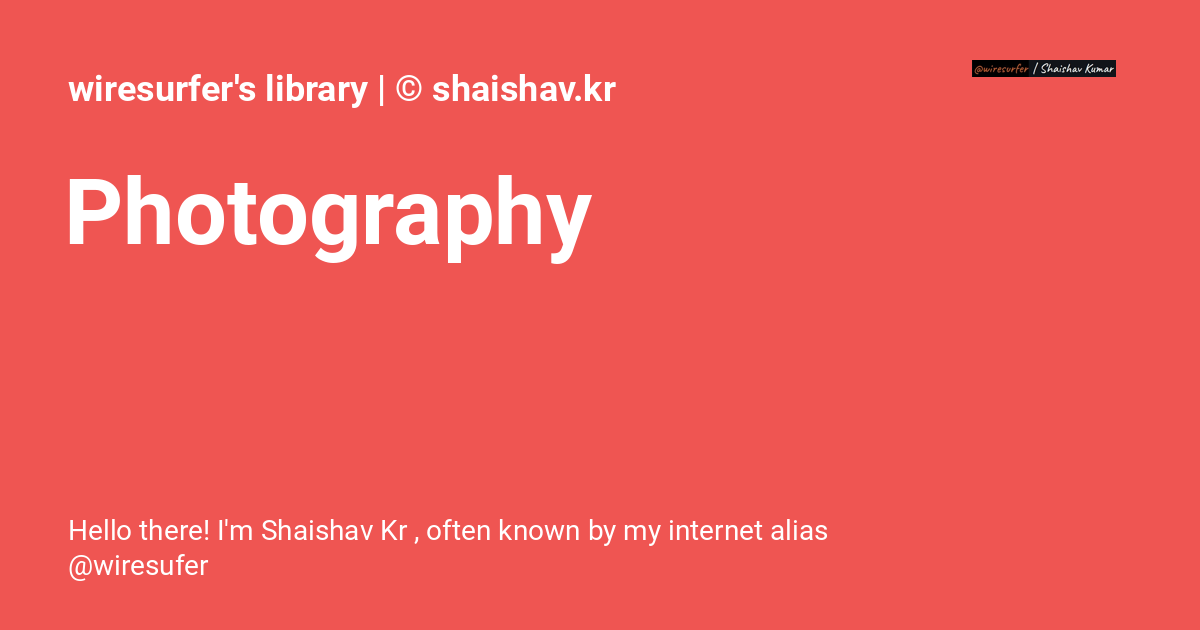 wiresurfer's library | © shaishav.kr
@wiresurfer | Shaishav Kumar
Photography
Hello there! I'm Shaishav Kr , often known by my internet alias
@wiresufer